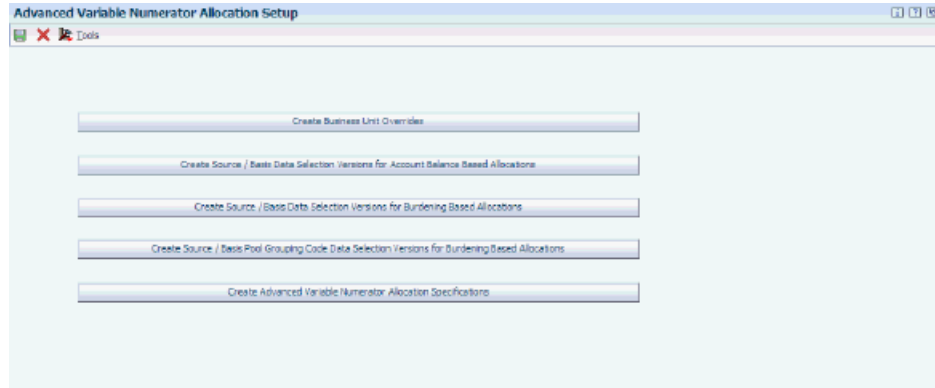 Advanced Variable Numerator Allocation Setup
Tools
Create Business Unit Overrides
Create Source / Basis Data Selection Versions for Account Balance Based Allocations
Create Source / Basis Data Selection Versions for Burdening Based Allocations
Create Source / Basis Pool Grouping Code Data Selection Versions for Burdening Based Allocations
Create Advanced Variable Numerator Allocation Specifications